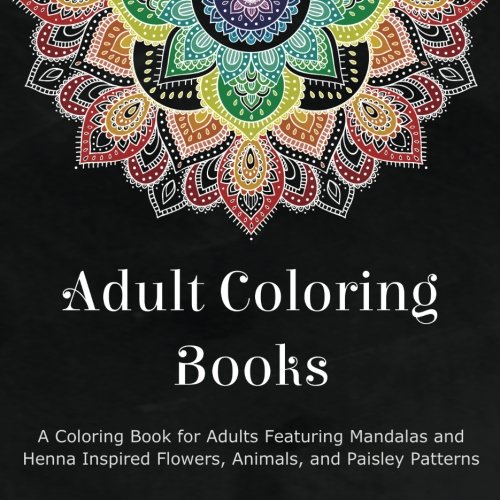 Adult Coloring
Books
A Coloring Book for Adults Featuring Mandalas and
Henna Inspired Flowers, Animals, and Paisley Patterns